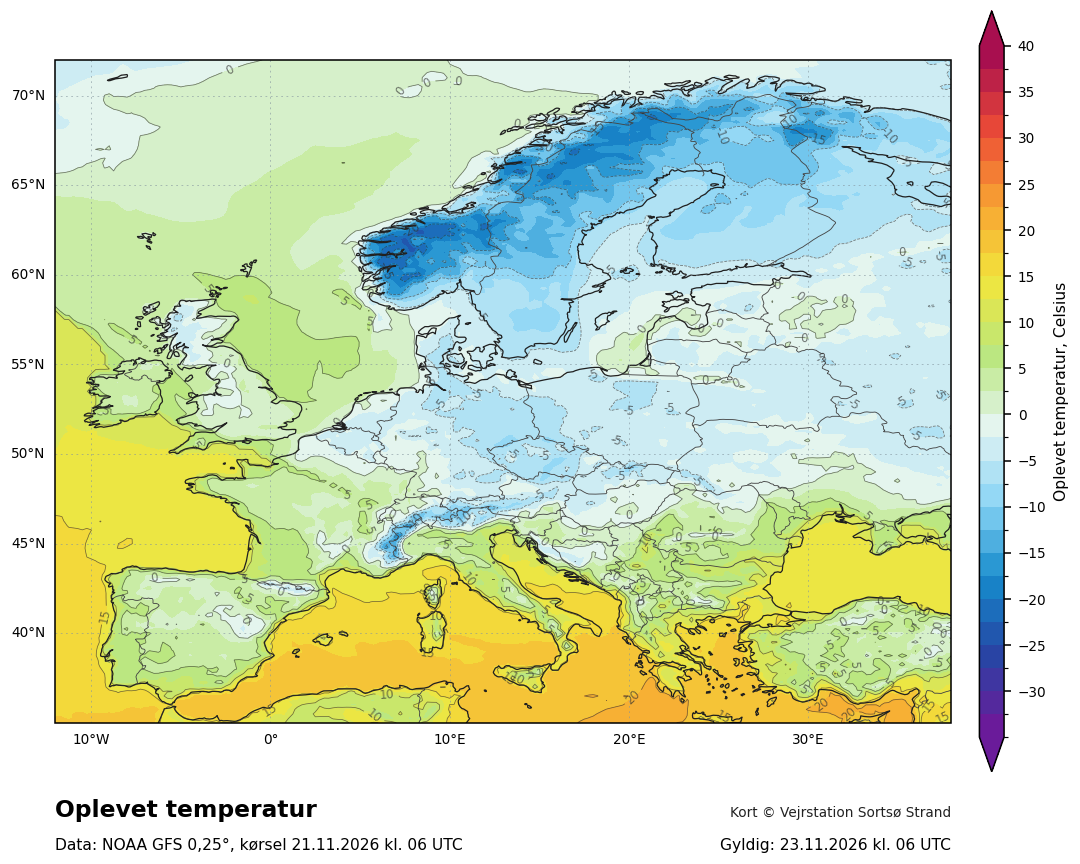 70°N
65°N
60°N
55°N
50°N
45°N
40°N
10°W
0°
10°E
20°E
30°E
40
35
30
25
20
15
10
5
0
−5
−10
−15
−20
−25
−30
Oplevet temperatur, Celsius
Oplevet temperatur
Kort © Vejrstation Sortsø Strand
Data: NOAA GFS 0,25°, kørsel 21.11.2026 kl. 06 UTC
Gyldig: 23.11.2026 kl. 06 UTC